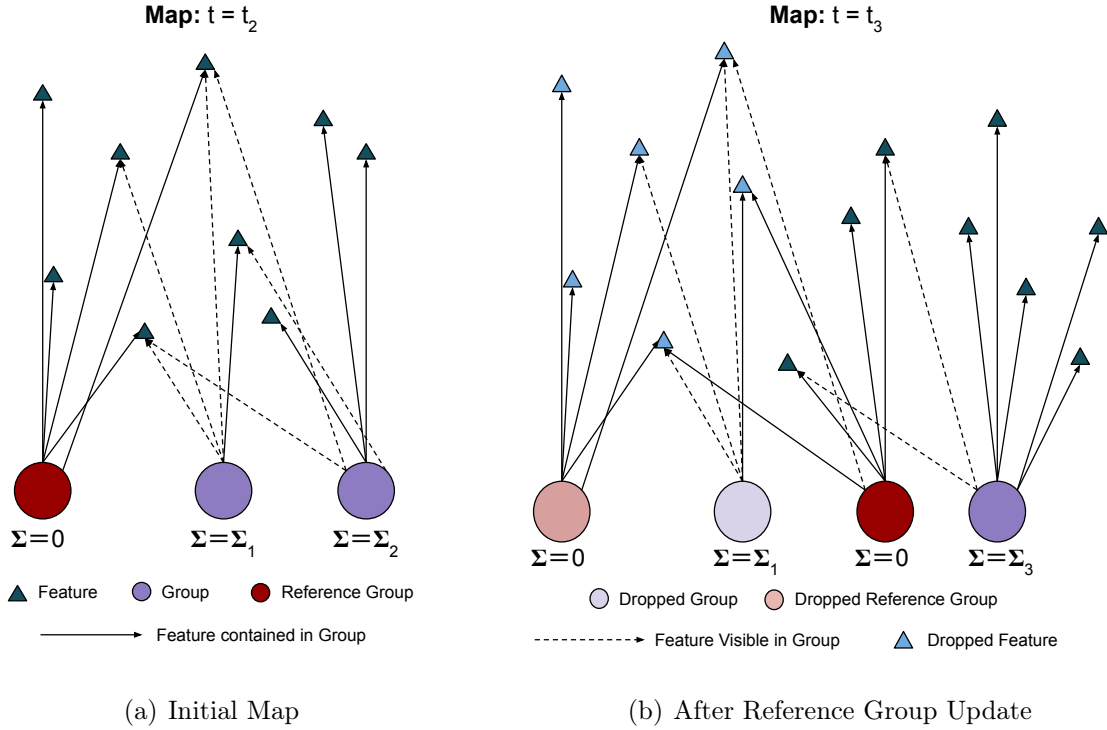 Map: t = t₂
Σ=0
Σ=Σ₁
Σ=Σ₂
Feature
Group
Reference Group
Feature contained in Group
(a) Initial Map
Map: t = t₃
Σ=0
Σ=Σ₁
Σ=0
Σ=Σ₃
Dropped Group
Dropped Reference Group
Feature Visible in Group
Dropped Feature
(b) After Reference Group Update